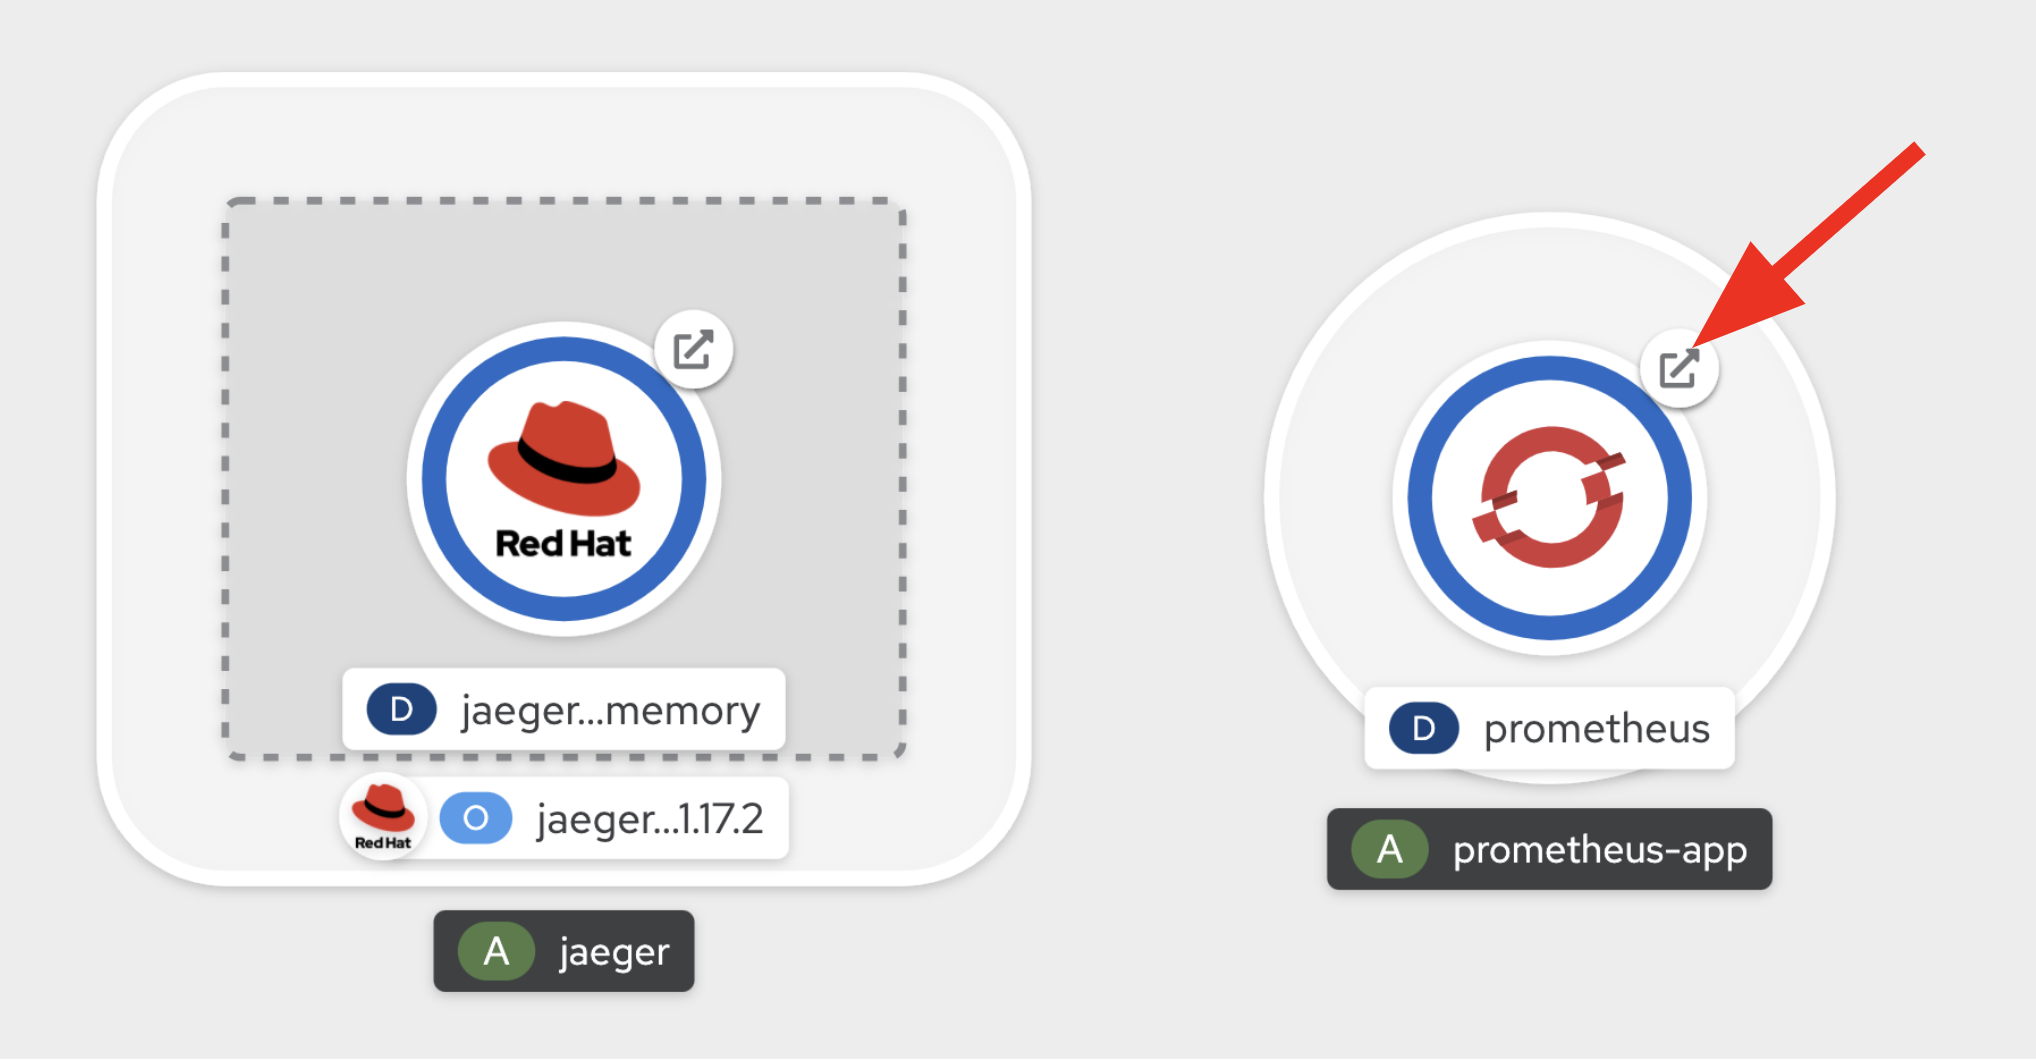 Red Hat
D jaeger...memory
Red Hat
O jaeger...1.17.2
A jaeger
D prometheus
A prometheus-app